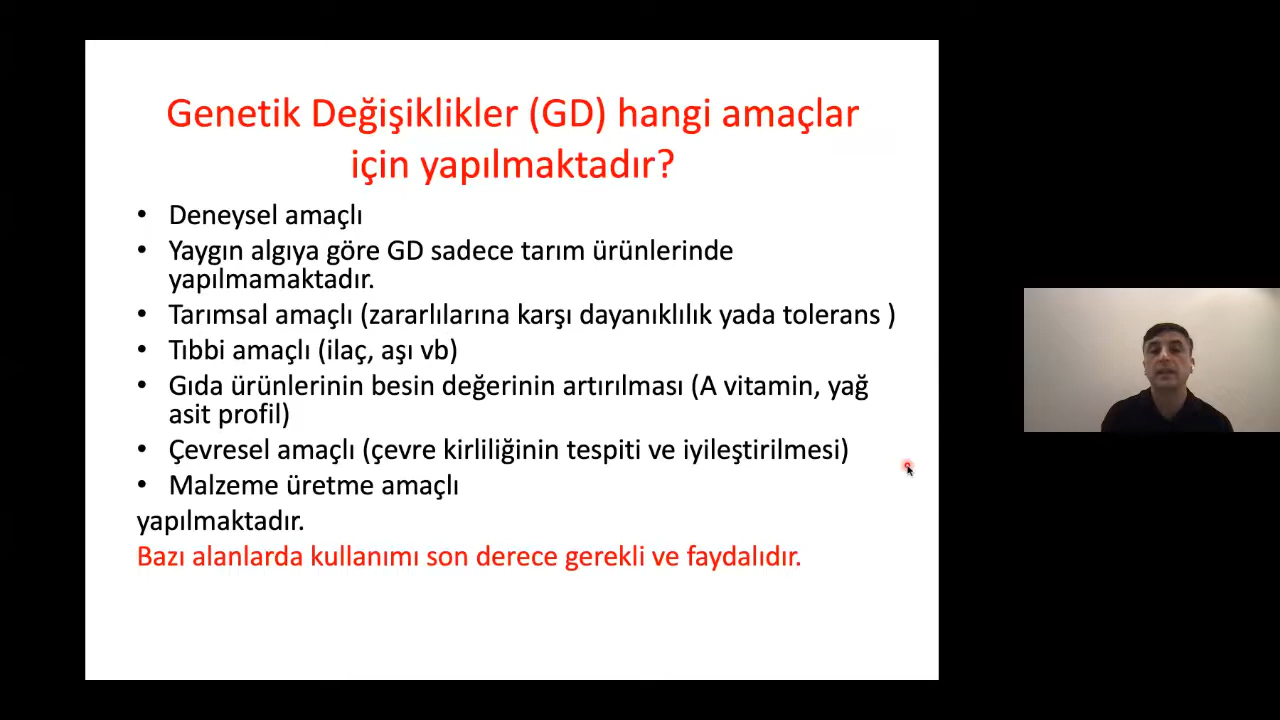 Genetik Değişiklikler (GD) hangi amaçlar
için yapılmaktadır?
• Deneysel amaçlı
• Yaygın algıya göre GD sadece tarım ürünlerinde
yapılmamaktadır.
• Tarımsal amaçlı (zararlılarına karşı dayanıklılık yada tolerans )
• Tıbbi amaçlı (ilaç, aşı vb)
• Gıda ürünlerinin besin değerinin artırılması (A vitamin, yağ
asit profil)
• Çevresel amaçlı (çevre kirliliğinin tespiti ve iyileştirilmesi)
• Malzeme üretme amaçlı
yapılmaktadır.
Bazı alanlarda kullanımı son derece gerekli ve faydalıdır.